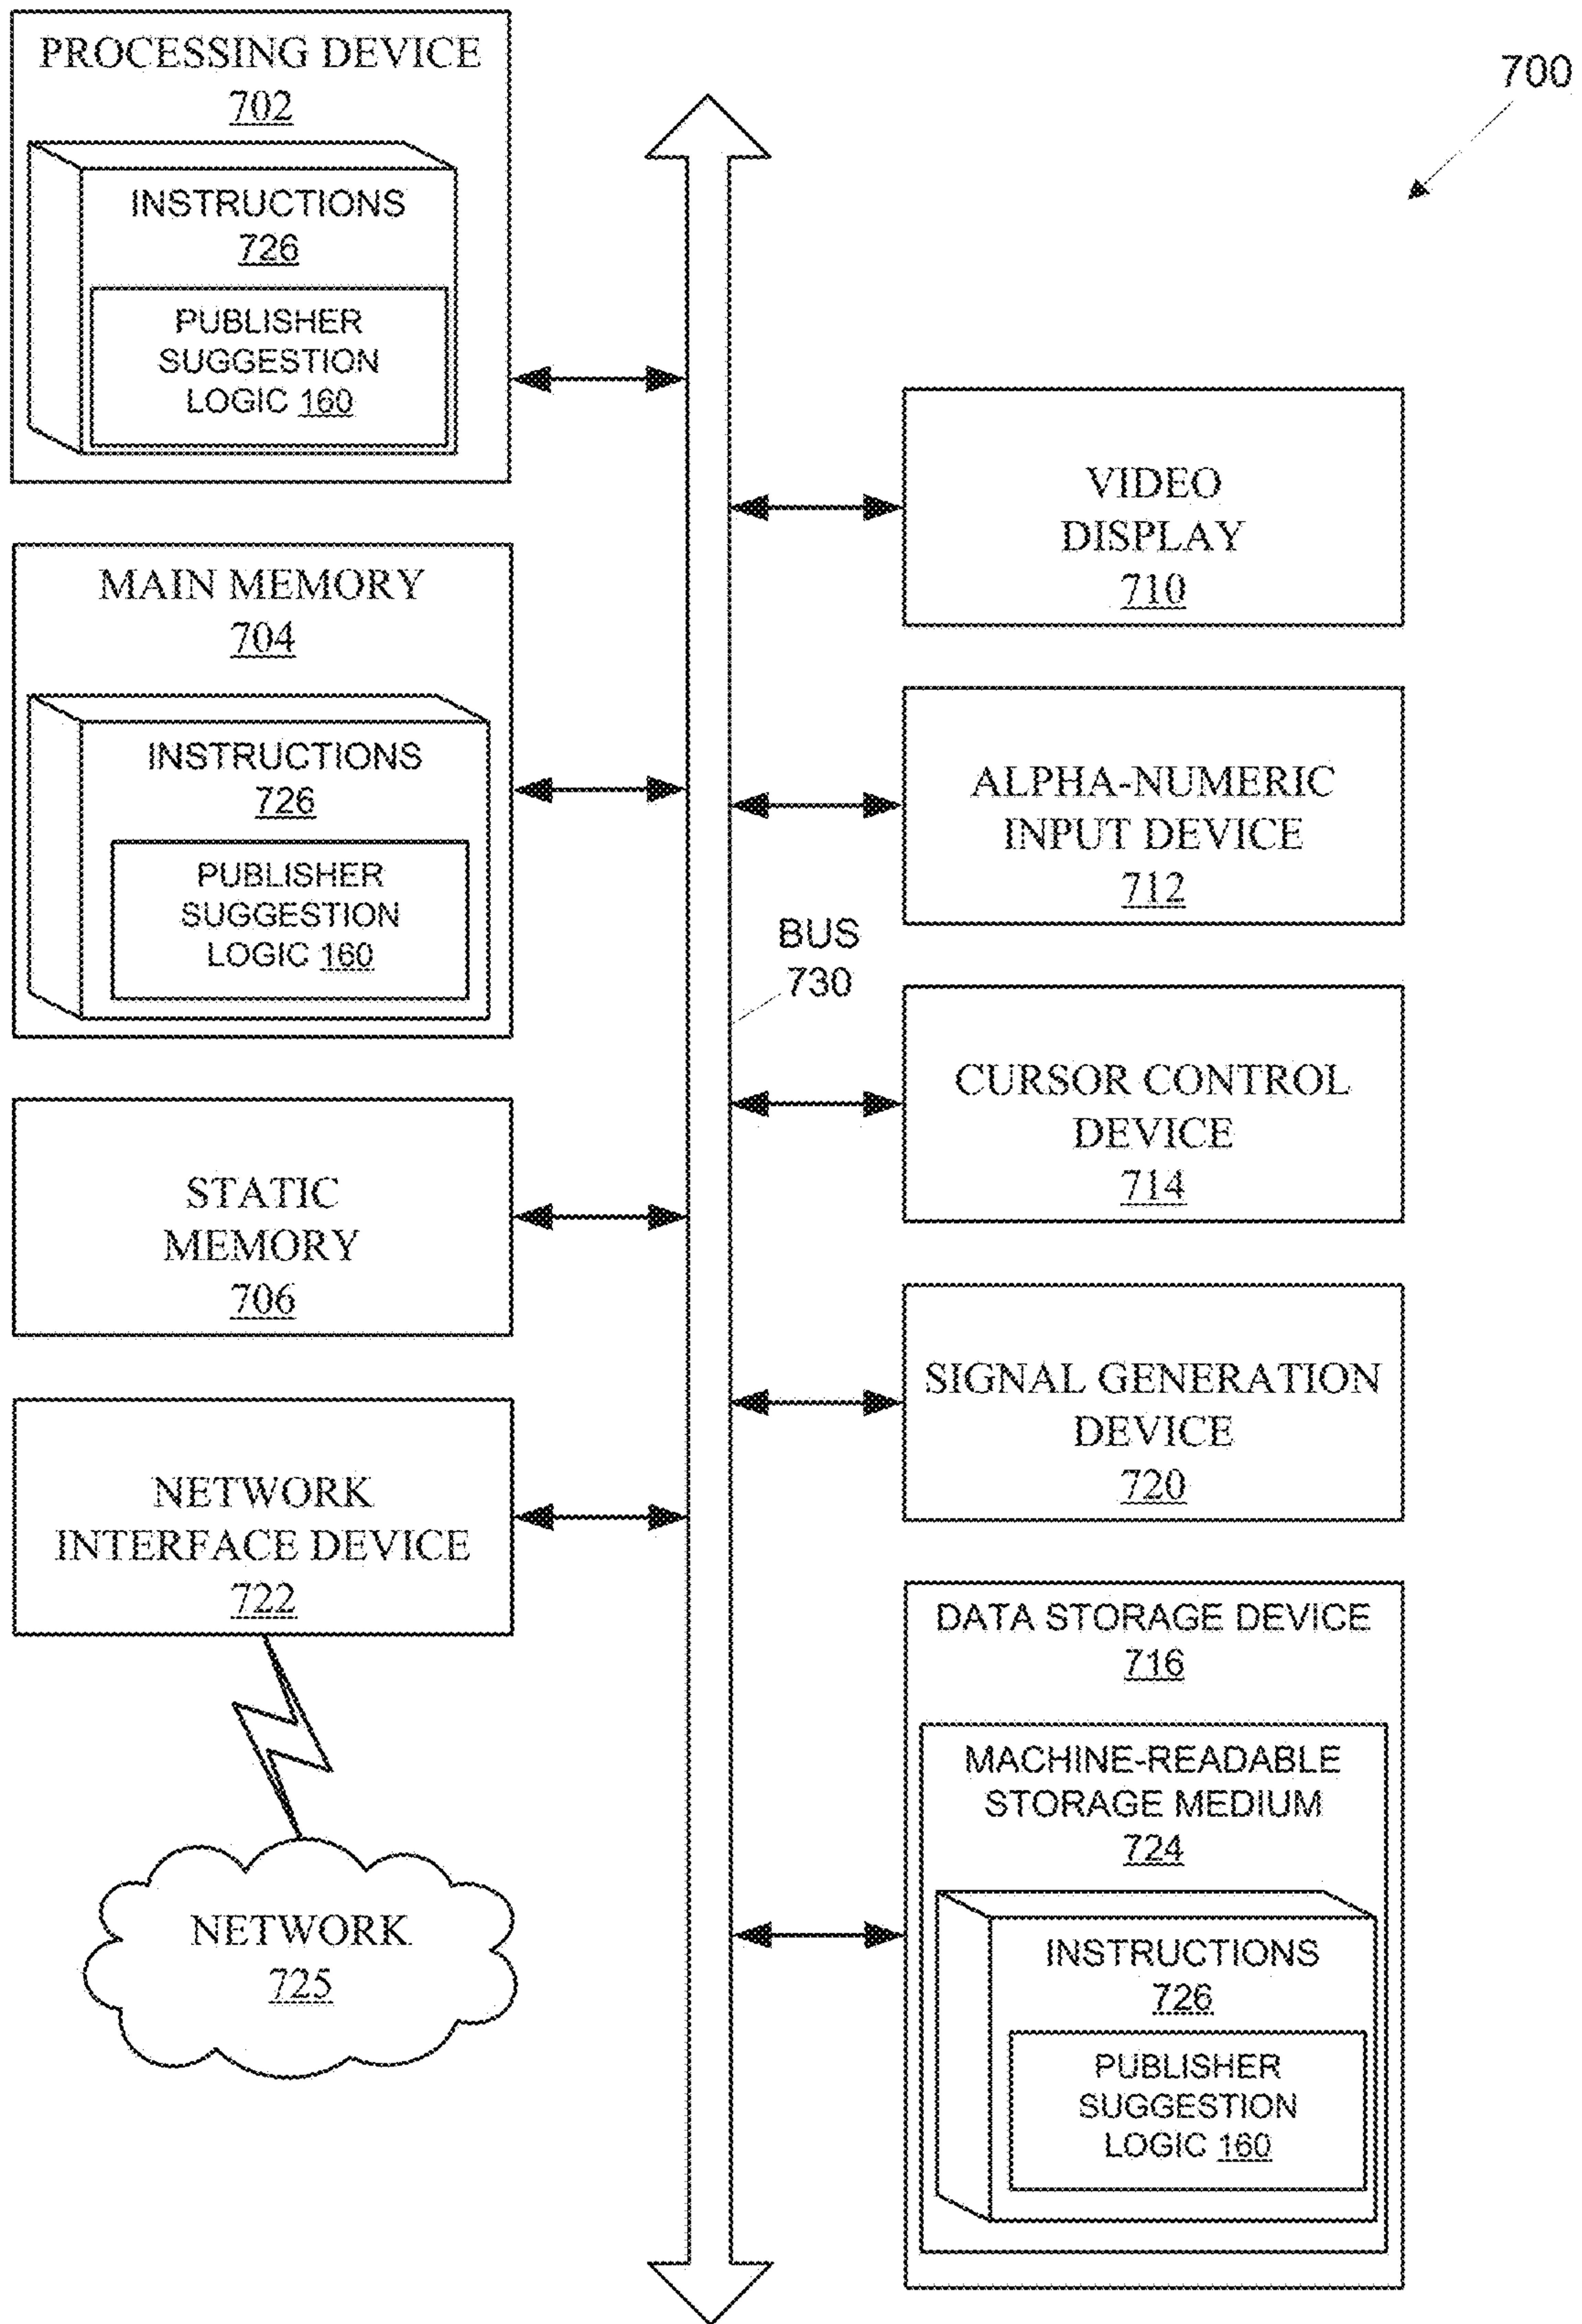 700
PROCESSING DEVICE
702
INSTRUCTIONS
726
PUBLISHER
SUGGESTION
LOGIC 160
MAIN MEMORY
704
INSTRUCTIONS
726
PUBLISHER
SUGGESTION
LOGIC 160
STATIC
MEMORY
706
NETWORK
INTERFACE DEVICE
722
NETWORK
725
BUS
730
VIDEO
DISPLAY
710
ALPHA-NUMERIC
INPUT DEVICE
712
CURSOR CONTROL
DEVICE
714
SIGNAL GENERATION
DEVICE
720
DATA STORAGE DEVICE
716
MACHINE-READABLE
STORAGE MEDIUM
724
INSTRUCTIONS
726
PUBLISHER
SUGGESTION
LOGIC 160